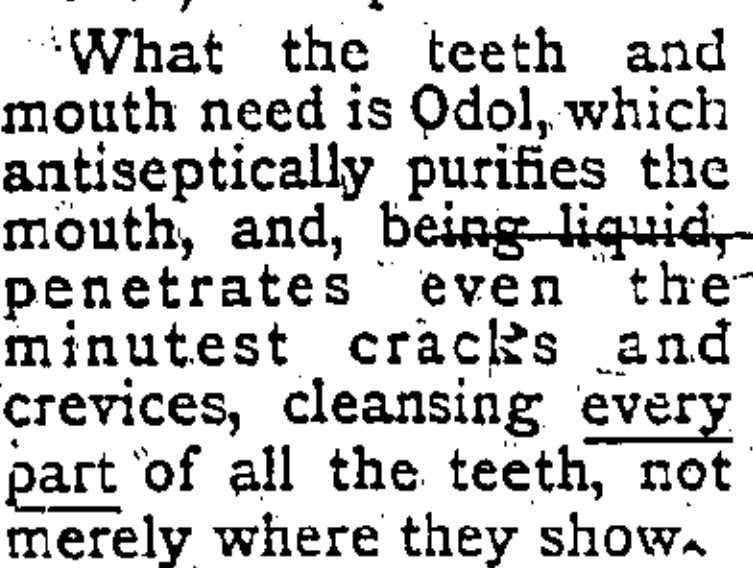 What the teeth and
mouth need is Odol, which
antiseptically purifies the
mouth, and, being liquid,
penetrates even the
minutest cracks and
crevices, cleansing every
part of all the teeth, not
merely where they show.